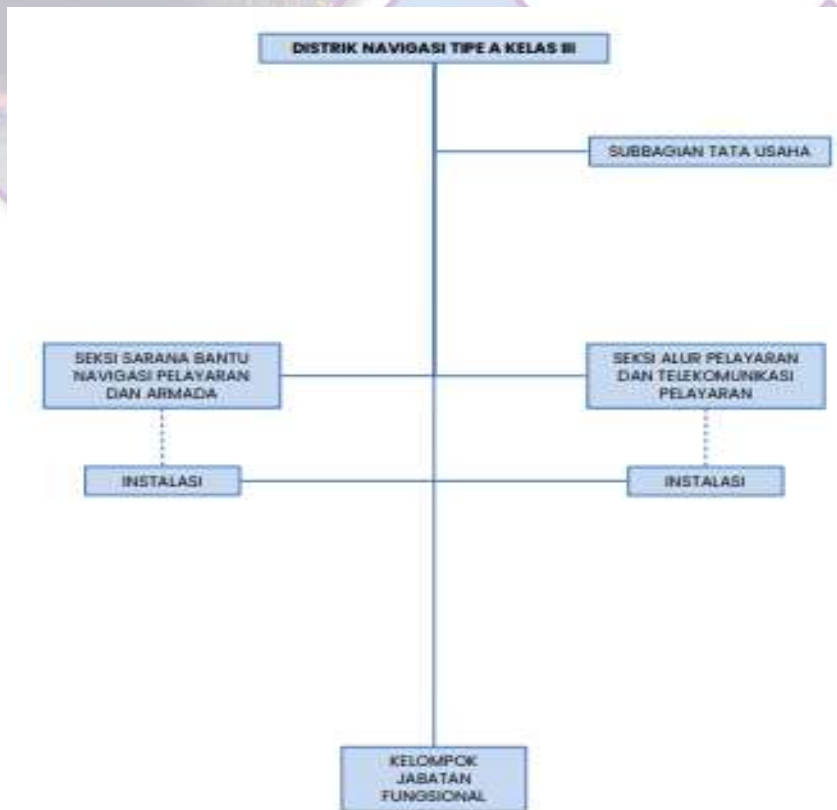 DISTRIK NAVIGASI TIPE A KELAS III
SUBBAGIAN TATA USAHA
SEKSI SARANA BANTU
NAVIGASI PELAYARAN
DAN ARMADA
SEKSI ALUR PELAYARAN
DAN TELEKOMUNIKASI
PELAYARAN
INSTALASI
INSTALASI
KELOMPOK
JABATAN
FUNGSIONAL